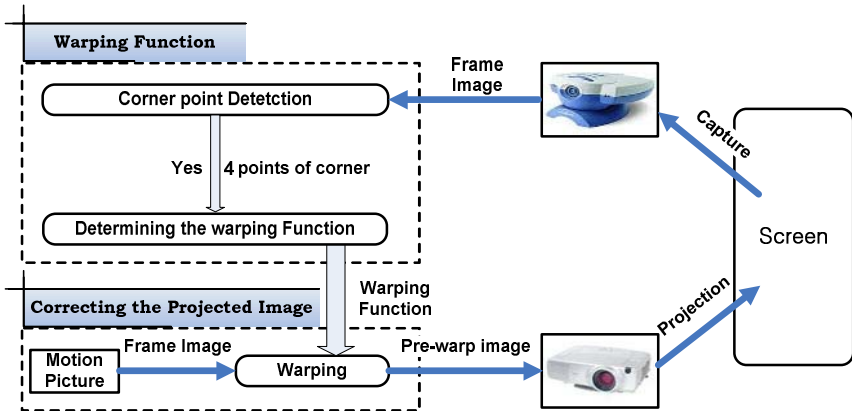 Warping Function
Corner point Detetction
Yes
4 points of corner
Determining the warping Function
Frame
Image
Capture
Screen
Projection
Warping
Function
Correcting the Projected Image
Motion
Picture
Frame Image
Warping
Pre-warp image